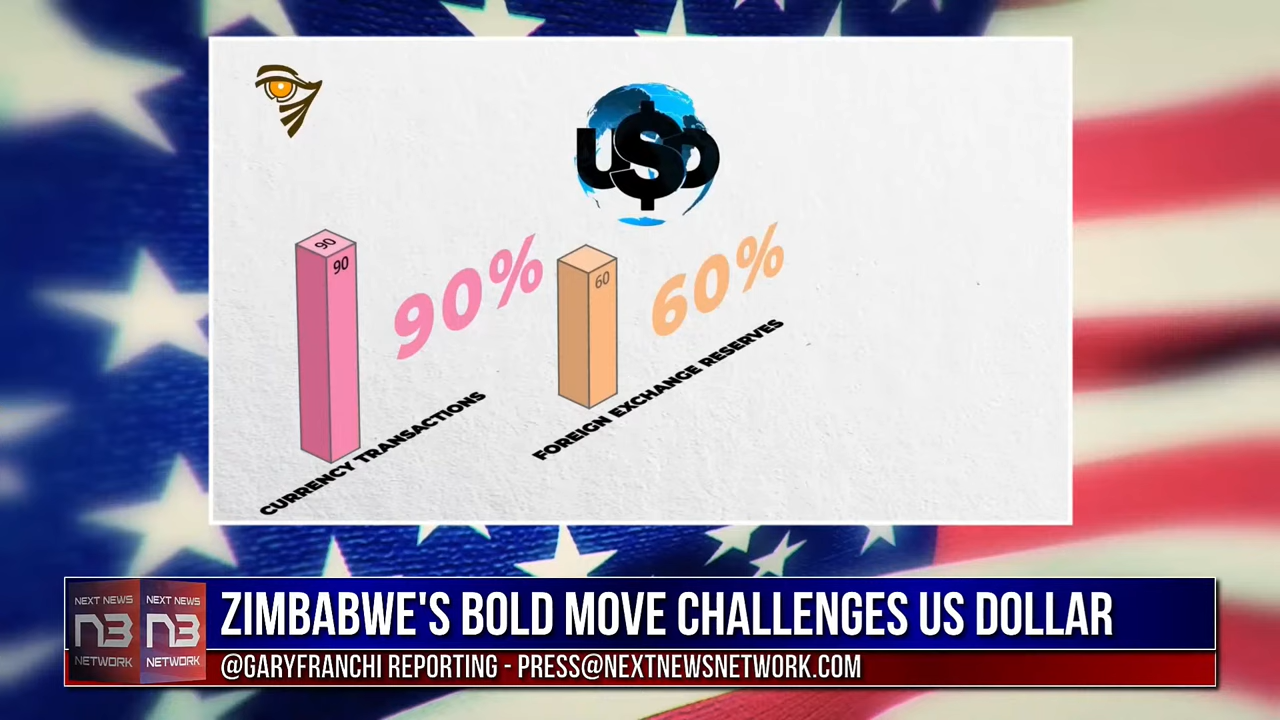 USD
90
90
90%
60
60%
CURRENCY TRANSACTIONS
FOREIGN EXCHANGE RESERVES
NEXT NEWS
NEXT NEWS
N3
N3
NETWORK
NETWORK
ZIMBABWE'S BOLD MOVE CHALLENGES US DOLLAR
@GARYFRANCHI REPORTING - PRESS@NEXTNEWSNETWORK.COM